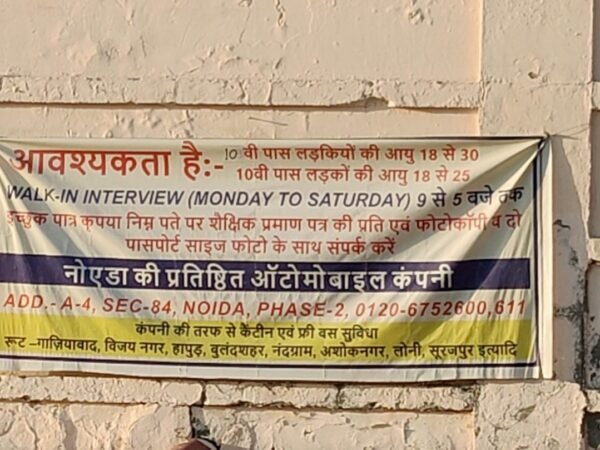 आवश्यकता है:- 10 वी पास लड़कियों की आयु 18 से 30
10वी पास लड़कों की आयु 18 से 25
WALK-IN INTERVIEW (MONDAY TO SATURDAY) 9 से 5 वजे तक
इच्छुक पात्र कृपया निम्न पते पर शैक्षिक प्रमाण पत्र की प्रति एवं फोटोकॉपी व दो
पासपोर्ट साइज फोटो के साथ संपर्क करें
नोएडा की प्रतिष्ठित ऑटोमोबाइल कंपनी
ADD.- A-4, SEC-84, NOIDA, PHASE-2, 0120-6752600,611
कंपनी की तरफ से कैंटीन एवं फ्री बस सुविधा
रूट –गाज़ियावाद, विजय नगर, हापुड़, बुलंदशहर, नंदग्राम, अशोकनगर, लोनी, सूरजपुर इत्यादि